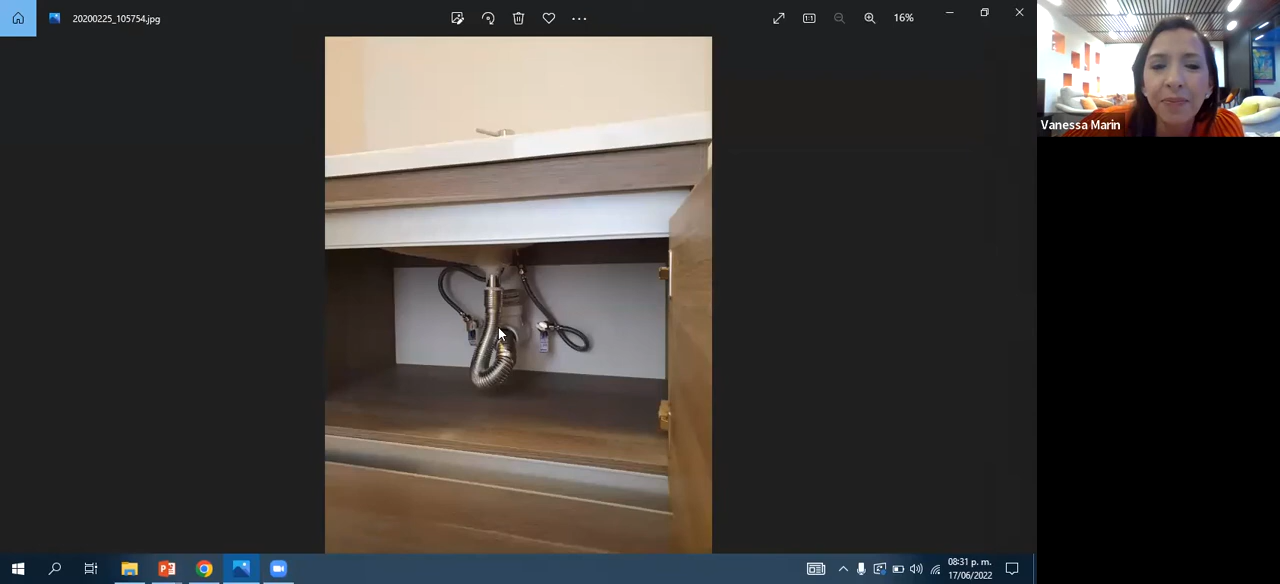 20200225_105754.jpg
16%
Vanessa Marin
08:31 p. m.
17/06/2022